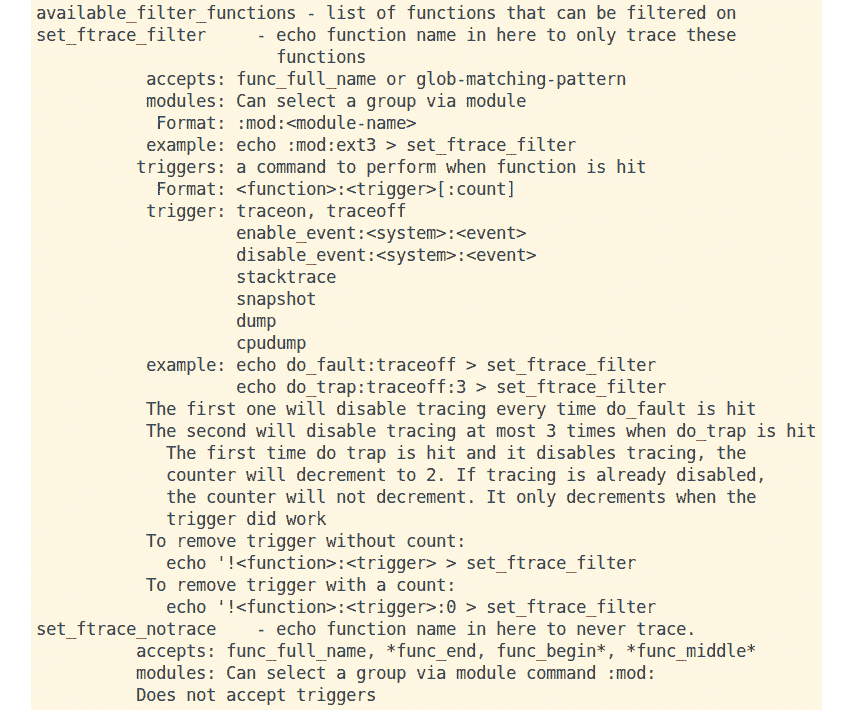 available_filter_functions - list of functions that can be filtered on
set_ftrace_filter     - echo function name in here to only trace these
                        functions
           accepts: func_full_name or glob-matching-pattern
           modules: Can select a group via module
            Format: :mod:<module-name>
           example: echo :mod:ext3 > set_ftrace_filter
          triggers: a command to perform when function is hit
            Format: <function>:<trigger>[:count]
           trigger: traceon, traceoff
                    enable_event:<system>:<event>
                    disable_event:<system>:<event>
                    stacktrace
                    snapshot
                    dump
                    cpudump
           example: echo do_fault:traceoff > set_ftrace_filter
                    echo do_trap:traceoff:3 > set_ftrace_filter
           The first one will disable tracing every time do_fault is hit
           The second will disable tracing at most 3 times when do_trap is hit
             The first time do trap is hit and it disables tracing, the
             counter will decrement to 2. If tracing is already disabled,
             the counter will not decrement. It only decrements when the
             trigger did work
           To remove trigger without count:
             echo '!<function>:<trigger> > set_ftrace_filter
           To remove trigger with a count:
             echo '!<function>:<trigger>:0 > set_ftrace_filter
set_ftrace_notrace    - echo function name in here to never trace.
          accepts: func_full_name, *func_end, func_begin*, *func_middle*
          modules: Can select a group via module command :mod:
          Does not accept triggers